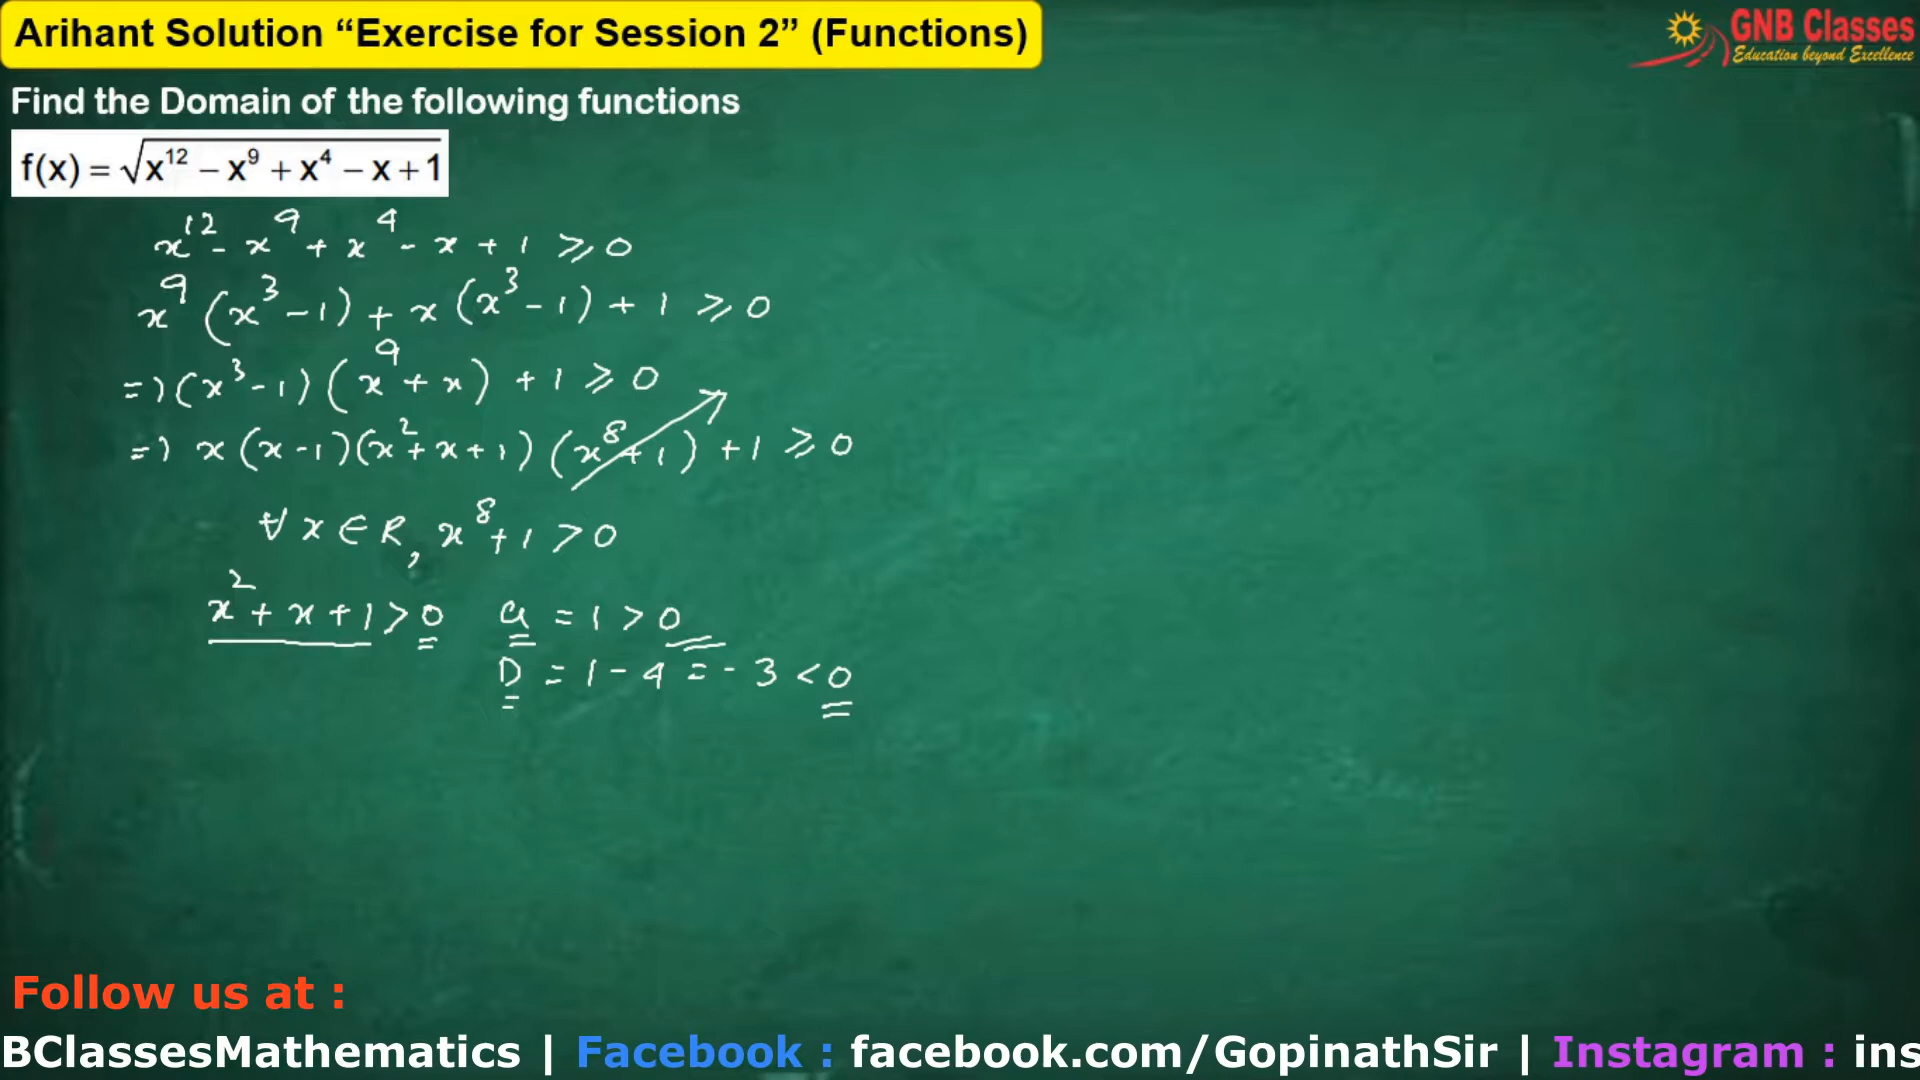 Arihant Solution “Exercise for Session 2” (Functions)
GNB Classes
Education beyond Excellence
Find the Domain of the following functions
f(x) = √(x¹² − x⁹ + x⁴ − x + 1)
x¹² - x⁹ + x⁴ - x + 1 ⩾ 0
x⁹ (x³ - 1) + x (x³ - 1) + 1 ⩾ 0
=) (x³ - 1) (x⁹ + x) + 1 ⩾ 0
=) x (x - 1) (x² + x + 1) (x⁸ + 1) + 1 ⩾ 0
∀ x ∈ R, x⁸ + 1 > 0
x² + x + 1 > 0 a = 1 > 0
D = 1 - 4 = - 3 < 0
Follow us at :
BClassesMathematics | Facebook : facebook.com/GopinathSir | Instagram : ins